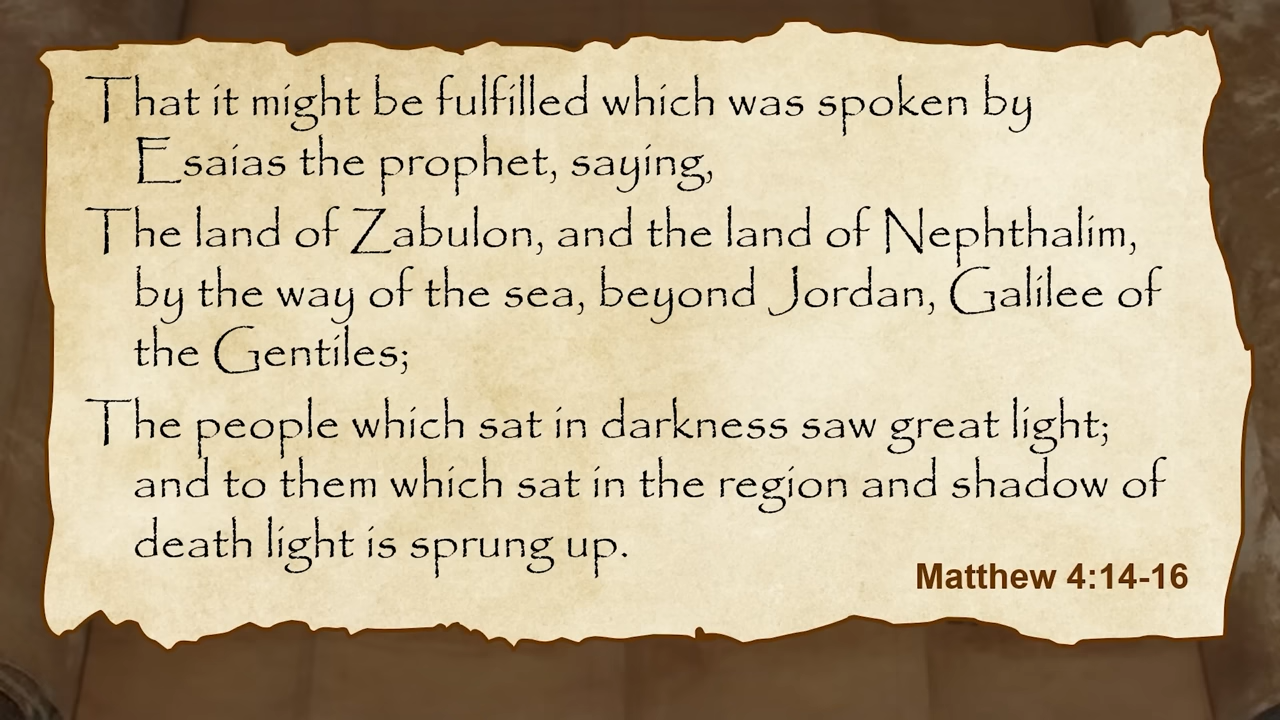 That it might be fulfilled which was spoken by
Esaias the prophet, saying,
The land of Zabulon, and the land of Nephthalim,
by the way of the sea, beyond Jordan, Galilee of
the Gentiles;
The people which sat in darkness saw great light;
and to them which sat in the region and shadow of
death light is sprung up.
Matthew 4:14-16